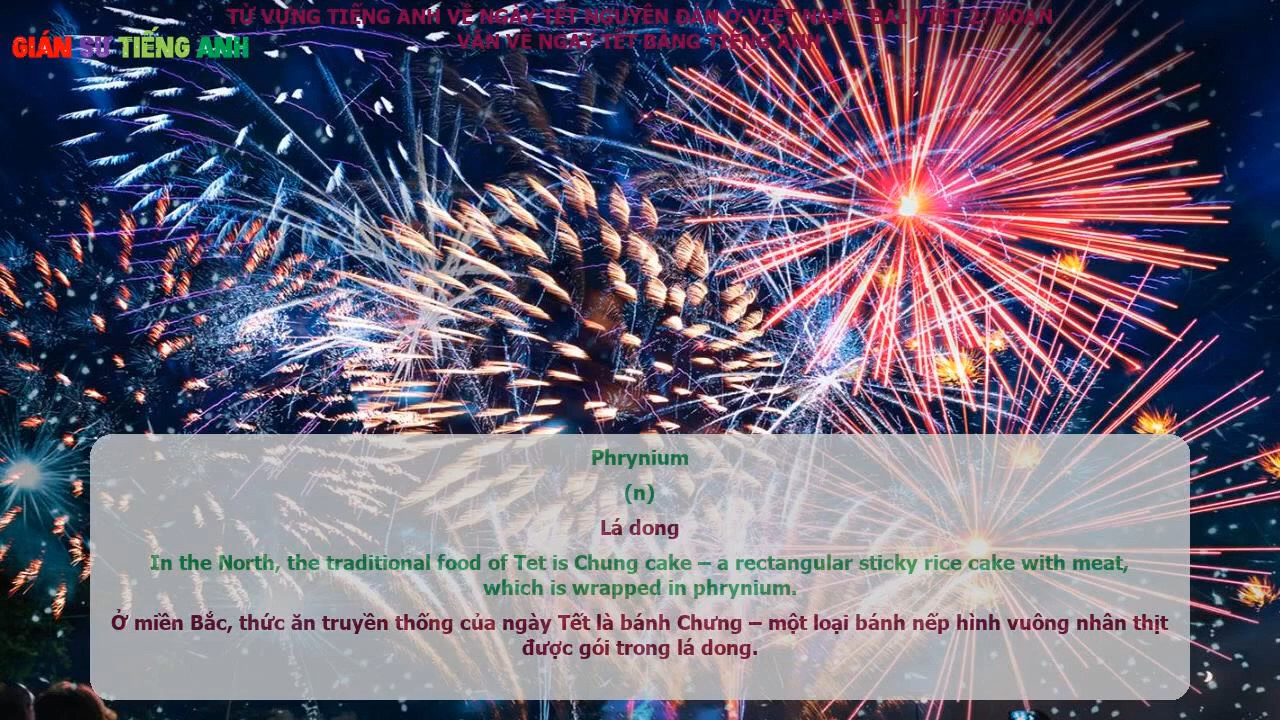 TỪ VỰNG TIẾNG ANH VỀ NGÀY TẾT NGUYÊN ĐÁN Ở VIỆT NAM - BÀI VIẾT 2: ĐOẠN
VĂN VỀ NGÀY TẾT BẰNG TIẾNG ANH
GIÁN SƯ TIẾNG ANH
Phrynium
(n)
Lá dong
In the North, the traditional food of Tet is Chung cake – a rectangular sticky rice cake with meat,
which is wrapped in phrynium.
Ở miền Bắc, thức ăn truyền thống của ngày Tết là bánh Chưng – một loại bánh nếp hình vuông nhân thịt
được gói trong lá dong.